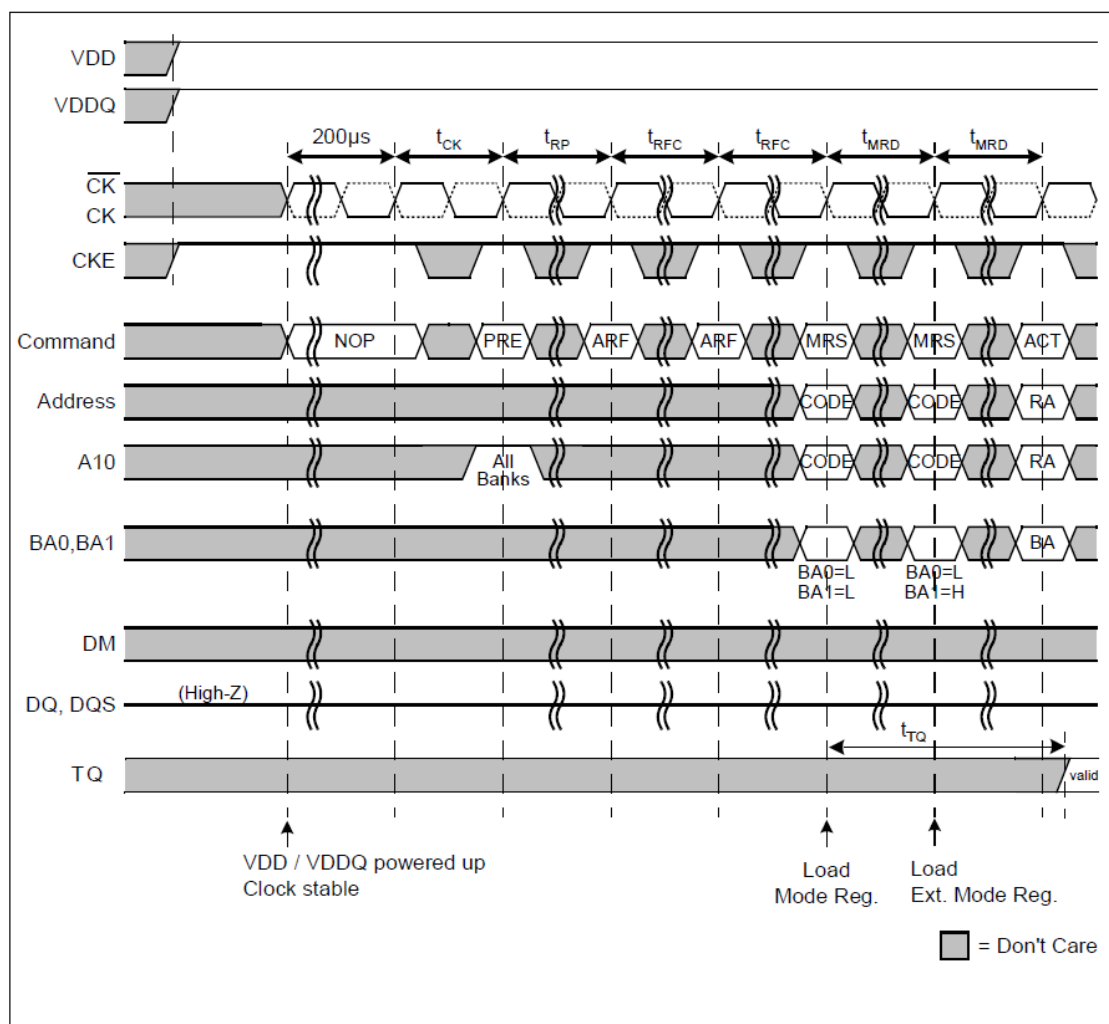 VDD
VDDQ
200μs tCK tRP tRFC tRFC tMRD tMRD
CK
CK
CKE
Command NOP PRE ARF ARF MRS MRS ACT
Address CODE CODE RA
A10 All Banks CODE CODE RA
BA0,BA1 BA
BA0=L BA0=L
BA1=L BA1=H
DM
DQ, DQS (High-Z)
tTQ
TQ valid
VDD / VDDQ powered up
Clock stable
Load
Mode Reg.
Load
Ext. Mode Reg.
= Don't Care